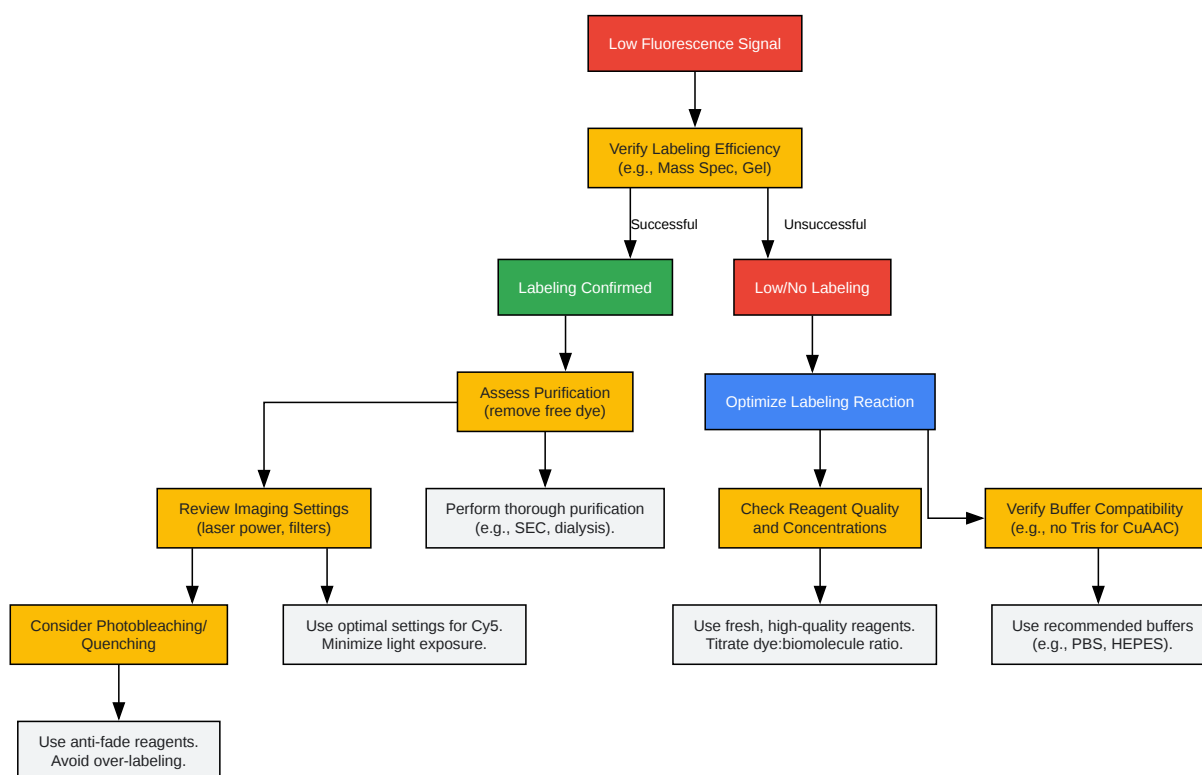 Low Fluorescence Signal
Verify Labeling Efficiency
(e.g., Mass Spec, Gel)
Successful
Unsuccessful
Labeling Confirmed
Low/No Labeling
Assess Purification
(remove free dye)
Optimize Labeling Reaction
Review Imaging Settings
(laser power, filters)
Perform thorough purification
(e.g., SEC, dialysis).
Check Reagent Quality
and Concentrations
Verify Buffer Compatibility
(e.g., no Tris for CuAAC)
Consider Photobleaching/
Quenching
Use optimal settings for Cy5.
Minimize light exposure.
Use fresh, high-quality reagents.
Titrate dye:biomolecule ratio.
Use recommended buffers
(e.g., PBS, HEPES).
Use anti-fade reagents.
Avoid over-labeling.